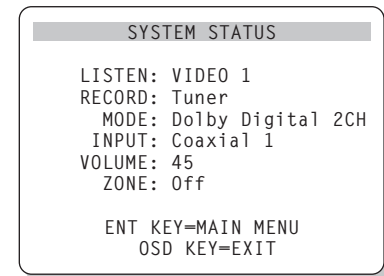 SYSTEM STATUS
LISTEN: VIDEO 1
RECORD: Tuner
MODE: Dolby Digital 2CH
INPUT: Coaxial 1
VOLUME: 45
ZONE: Off
ENT KEY=MAIN MENU
OSD KEY=EXIT